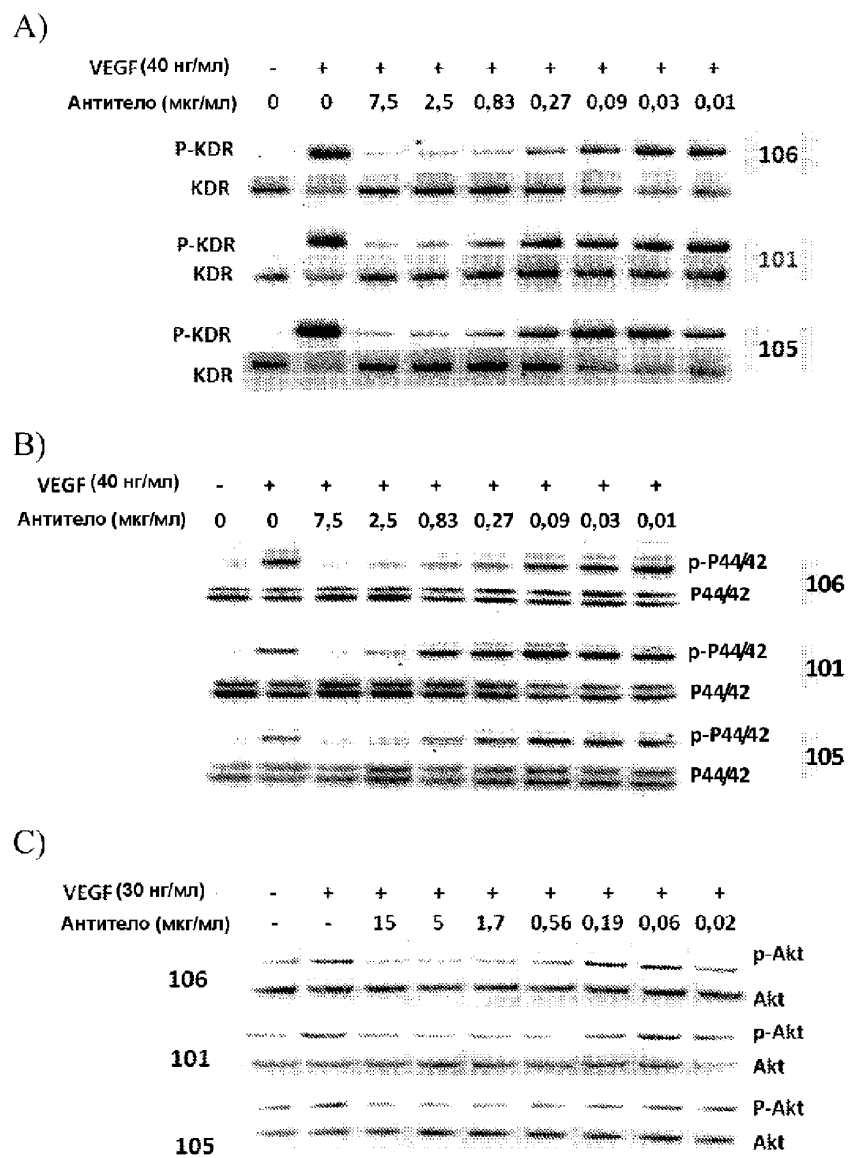 A)
VEGF (40 нг/мл) - + + + + + + + +
Антитело (мкг/мл) 0 0 7,5 2,5 0,83 0,27 0,09 0,03 0,01
P-KDR 106
KDR
P-KDR 101
KDR
P-KDR 105
KDR
B)
VEGF (40 нг/мл) - + + + + + + + +
Антитело (мкг/мл) 0 0 7,5 2,5 0,83 0,27 0,09 0,03 0,01
p-P44/42 106
P44/42
p-P44/42 101
P44/42
p-P44/42 105
P44/42
C)
VEGF (30 нг/мл) - + + + + + + + +
Антитело (мкг/мл) - - 15 5 1,7 0,56 0,19 0,06 0,02
p-Akt
106 Akt
p-Akt
101 Akt
P-Akt
105 Akt